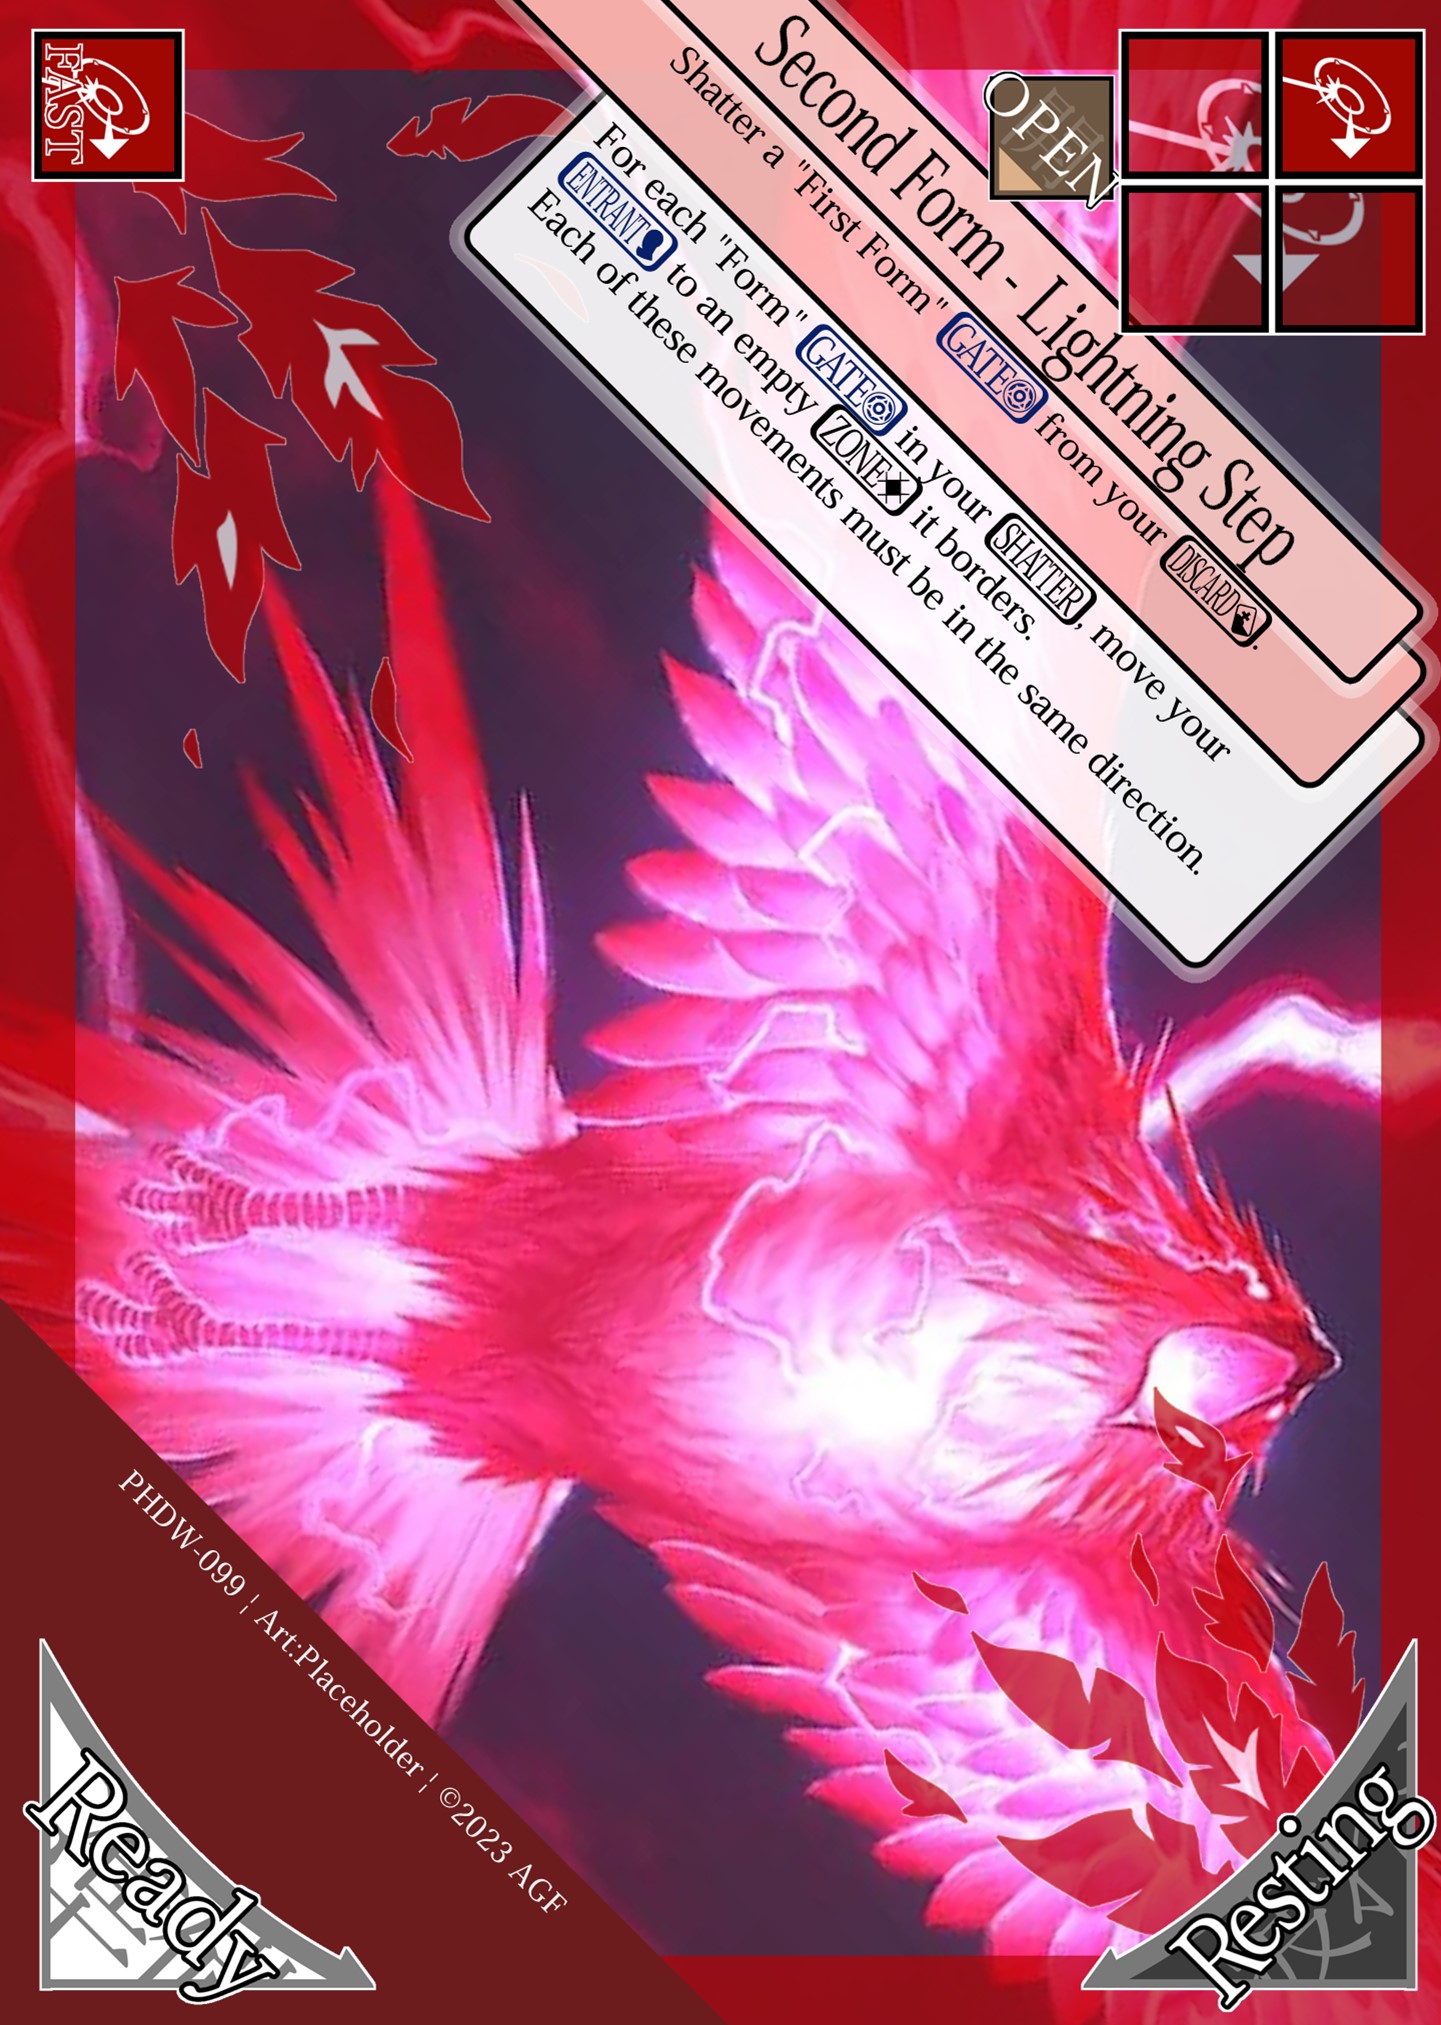 FAST
OPEN
Second Form - Lightning Step
Shatter a "First Form" GATE from your DISCARD.
For each "Form" GATE in your SHATTER, move your
ENTRANT to an empty ZONE it borders.
Each of these movements must be in the same direction.
PHDW-099 ¦ Art:Placeholder ¦ ©2023 AGF
Ready
Resting